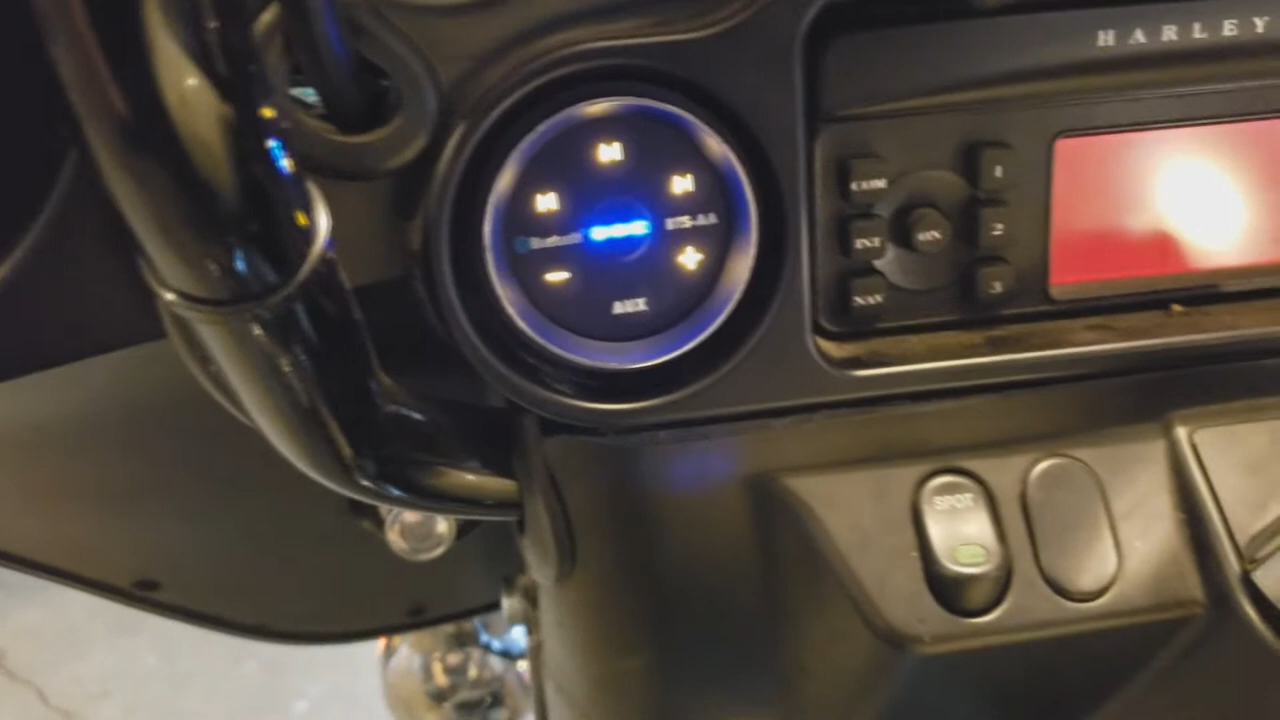 HARLEY
Bluetooth
BTS-AA
AUX
COM
INT
NAV
ON
1
2
3
SPOT